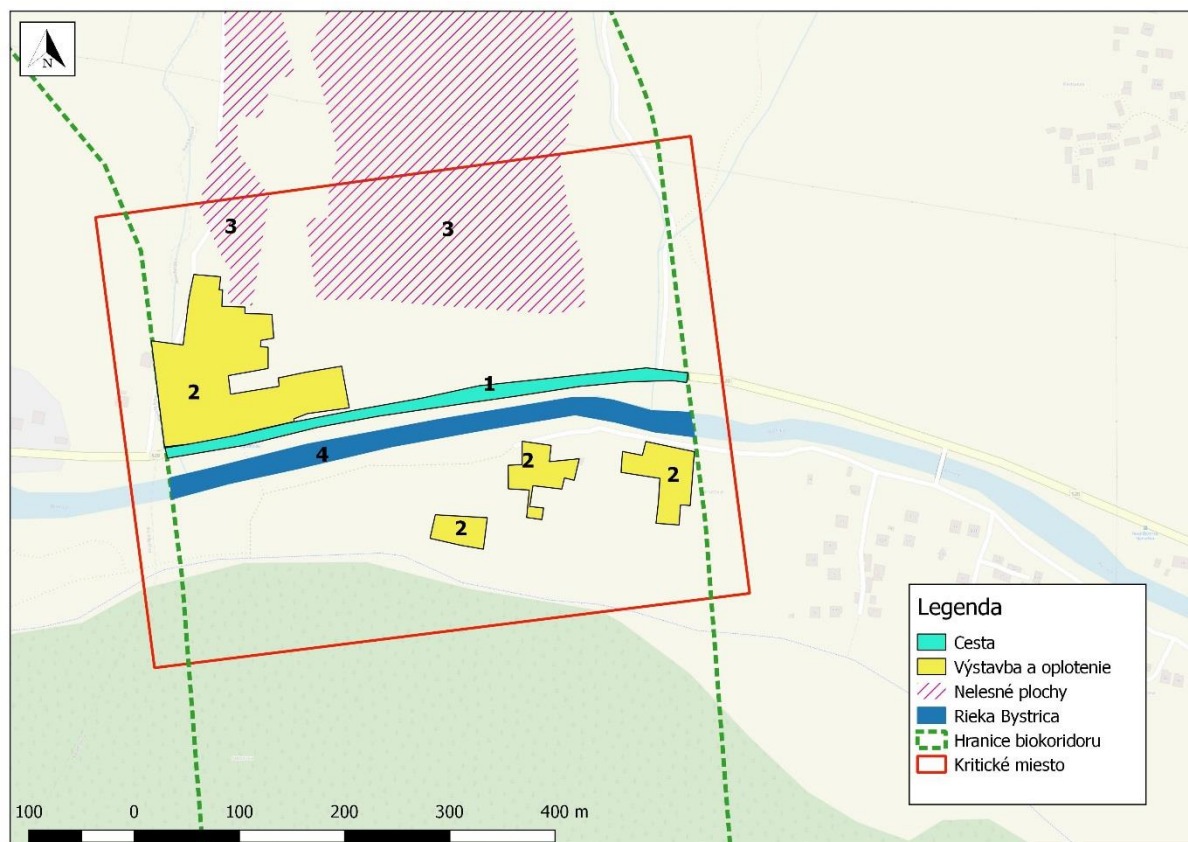 N
3
3
2
1
4
2
2
2
Legenda
Cesta
Výstavba a oplotenie
Nelesné plochy
Rieka Bystrica
Hranice biokoridoru
Kritické miesto
100 0 100 200 300 400 m